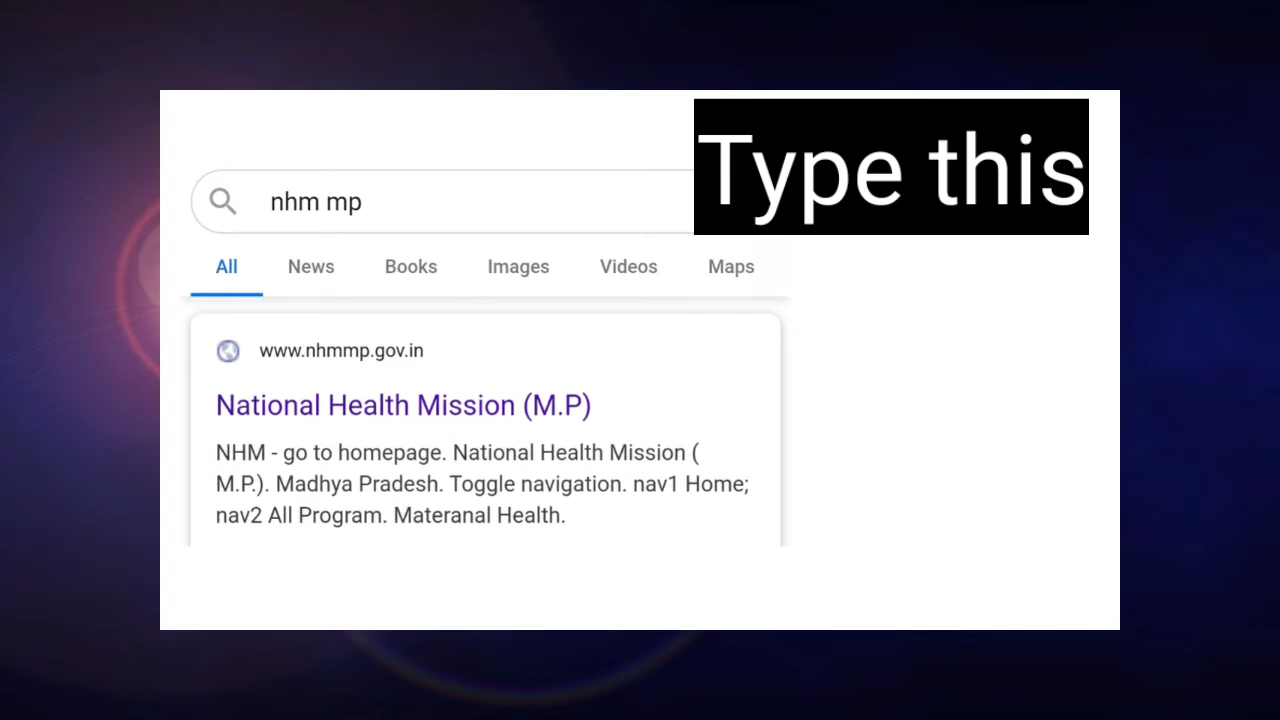 Type this
nhm mp
All News Books Images Videos Maps
www.nhmmp.gov.in
National Health Mission (M.P)
NHM - go to homepage. National Health Mission (
M.P.). Madhya Pradesh. Toggle navigation. nav1 Home;
nav2 All Program. Materanal Health.